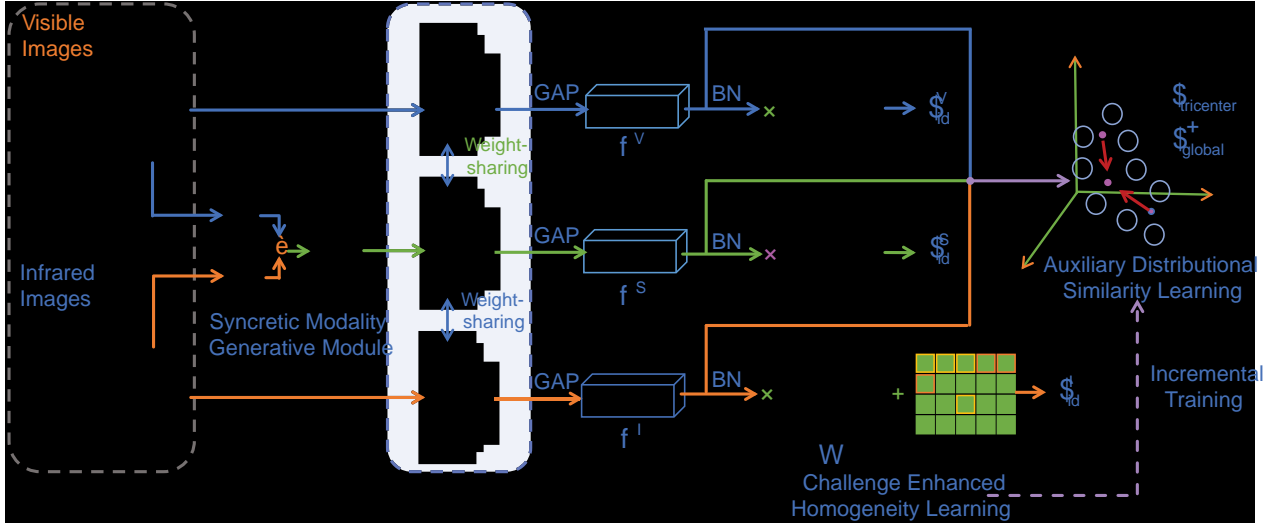 Visible
Images
GAP
BN
×
$ V id
f V
$ tricenter
$ + global
Weight-
sharing
e
GAP
BN
×
$ S id
f S
Infrared
Images
Auxiliary Distributional
Similarity Learning
Weight-
sharing
Syncretic Modality
Generative Module
GAP
BN
×
+
$ I id
f I
Incremental
Training
W
Challenge Enhanced
Homogeneity Learning